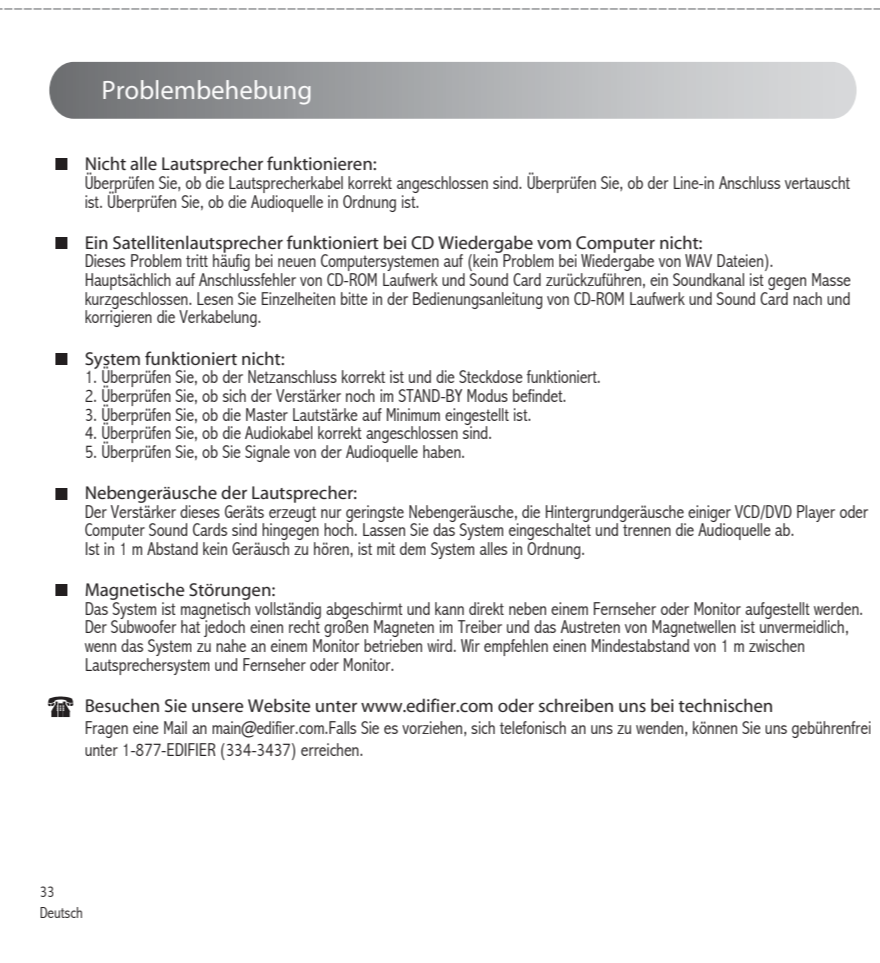 Problembehebung
Nicht alle Lautsprecher funktionieren:
Überprüfen Sie, ob die Lautsprecherkabel korrekt angeschlossen sind. Überprüfen Sie, ob der Line-in Anschluss vertauscht
ist. Überprüfen Sie, ob die Audioquelle in Ordnung ist.
Ein Satellitenlautsprecher funktioniert bei CD Wiedergabe vom Computer nicht:
Dieses Problem tritt häufig bei neuen Computersystemen auf (kein Problem bei Wiedergabe von WAV Dateien).
Hauptsächlich auf Anschlussfehler von CD-ROM Laufwerk und Sound Card zurückzuführen, ein Soundkanal ist gegen Masse
kurzgeschlossen. Lesen Sie Einzelheiten bitte in der Bedienungsanleitung von CD-ROM Laufwerk und Sound Card nach und
korrigieren die Verkabelung.
System funktioniert nicht:
1. Überprüfen Sie, ob der Netzanschluss korrekt ist und die Steckdose funktioniert.
2. Überprüfen Sie, ob sich der Verstärker noch im STAND-BY Modus befindet.
3. Überprüfen Sie, ob die Master Lautstärke auf Minimum eingestellt ist.
4. Überprüfen Sie, ob die Audiokabel korrekt angeschlossen sind.
5. Überprüfen Sie, ob Sie Signale von der Audioquelle haben.
Nebengeräusche der Lautsprecher:
Der Verstärker dieses Geräts erzeugt nur geringste Nebengeräusche, die Hintergrundgeräusche einiger VCD/DVD Player oder
Computer Sound Cards sind hingegen hoch. Lassen Sie das System eingeschaltet und trennen die Audioquelle ab.
Ist in 1 m Abstand kein Geräusch zu hören, ist mit dem System alles in Ordnung.
Magnetische Störungen:
Das System ist magnetisch vollständig abgeschirmt und kann direkt neben einem Fernseher oder Monitor aufgestellt werden.
Der Subwoofer hat jedoch einen recht großen Magneten im Treiber und das Austreten von Magnetwellen ist unvermeidlich,
wenn das System zu nahe an einem Monitor betrieben wird. Wir empfehlen einen Mindestabstand von 1 m zwischen
Lautsprechersystem und Fernseher oder Monitor.
Besuchen Sie unsere Website unter www.edifier.com oder schreiben uns bei technischen
Fragen eine Mail an main@edifier.com.Falls Sie es vorziehen, sich telefonisch an uns zu wenden, können Sie uns gebührenfrei
unter 1-877-EDIFIER (334-3437) erreichen.
33
Deutsch